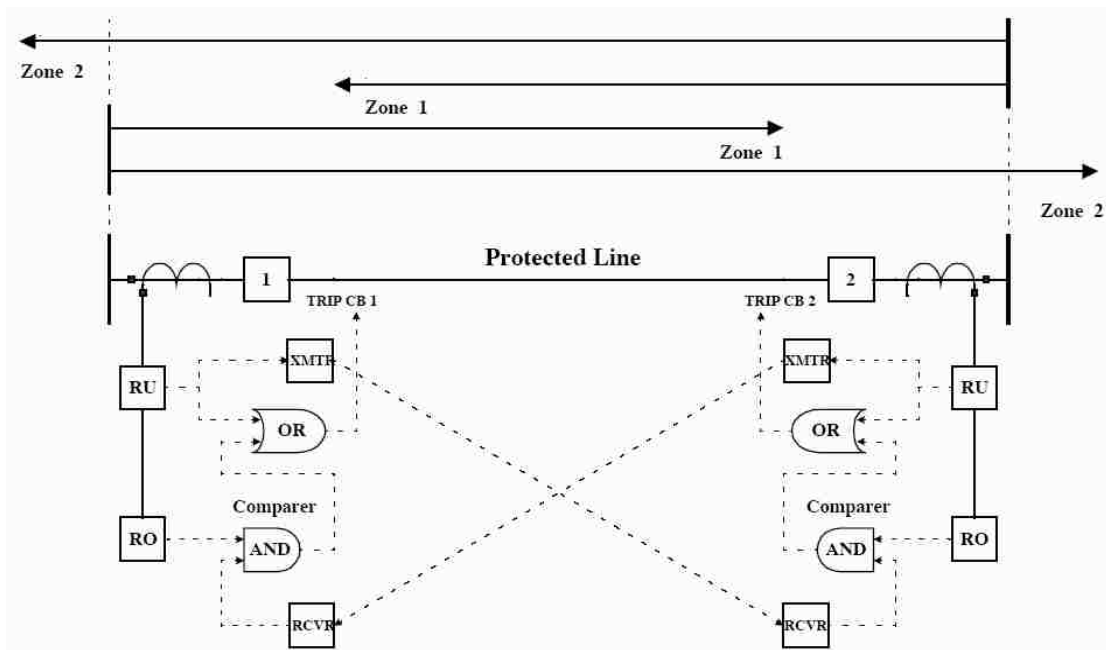 Zone 2
Zone 1
Zone 1
Zone 2
Protected Line
1
2
TRIP CB 1
TRIP CB 2
XMTR
XMTR
RU
RU
OR
OR
Comparer
Comparer
RO
AND
AND
RO
RCVR
RCVR